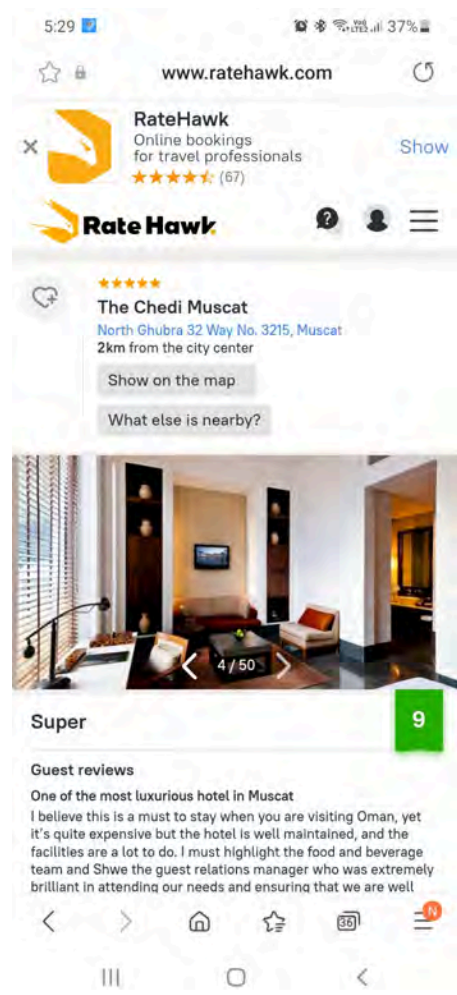 5:29
VoO
LTE2
37%
www.ratehawk.com
RateHawk
Online bookings
for travel professionals
(67)
Show
Rate Hawk.
The Chedi Muscat
North Ghubra 32 Way No. 3215, Muscat
2km from the city center
Show on the map
What else is nearby?
4 / 50
Super
9
Guest reviews
One of the most luxurious hotel in Muscat
I believe this is a must to stay when you are visiting Oman, yet
it's quite expensive but the hotel is well maintained, and the
facilities are a lot to do. I must highlight the food and beverage
team and Shwe the guest relations manager who was extremely
brilliant in attending our needs and ensuring that we are well
36
N